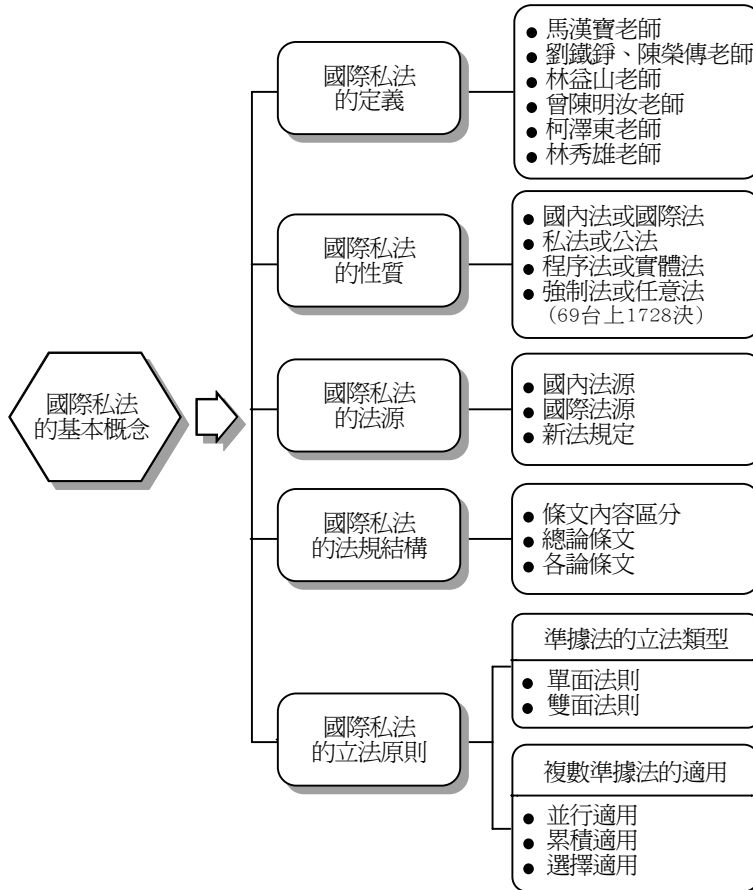 國際私法
的基本概念
國際私法
的定義
● 馬漢寶老師
● 劉鐵錚、陳榮傳老師
● 林益山老師
● 曾陳明汝老師
● 柯澤東老師
● 林秀雄老師
國際私法
的性質
● 國內法或國際法
● 私法或公法
● 程序法或實體法
● 強制法或任意法
(69台上1728決)
國際私法
的法源
● 國內法源
● 國際法源
● 新法規定
國際私法
的法規結構
● 條文內容區分
● 總論條文
● 各論條文
國際私法
的立法原則
準據法的立法類型
● 單面法則
● 雙面法則
複數準據法的適用
● 並行適用
● 累積適用
● 選擇適用